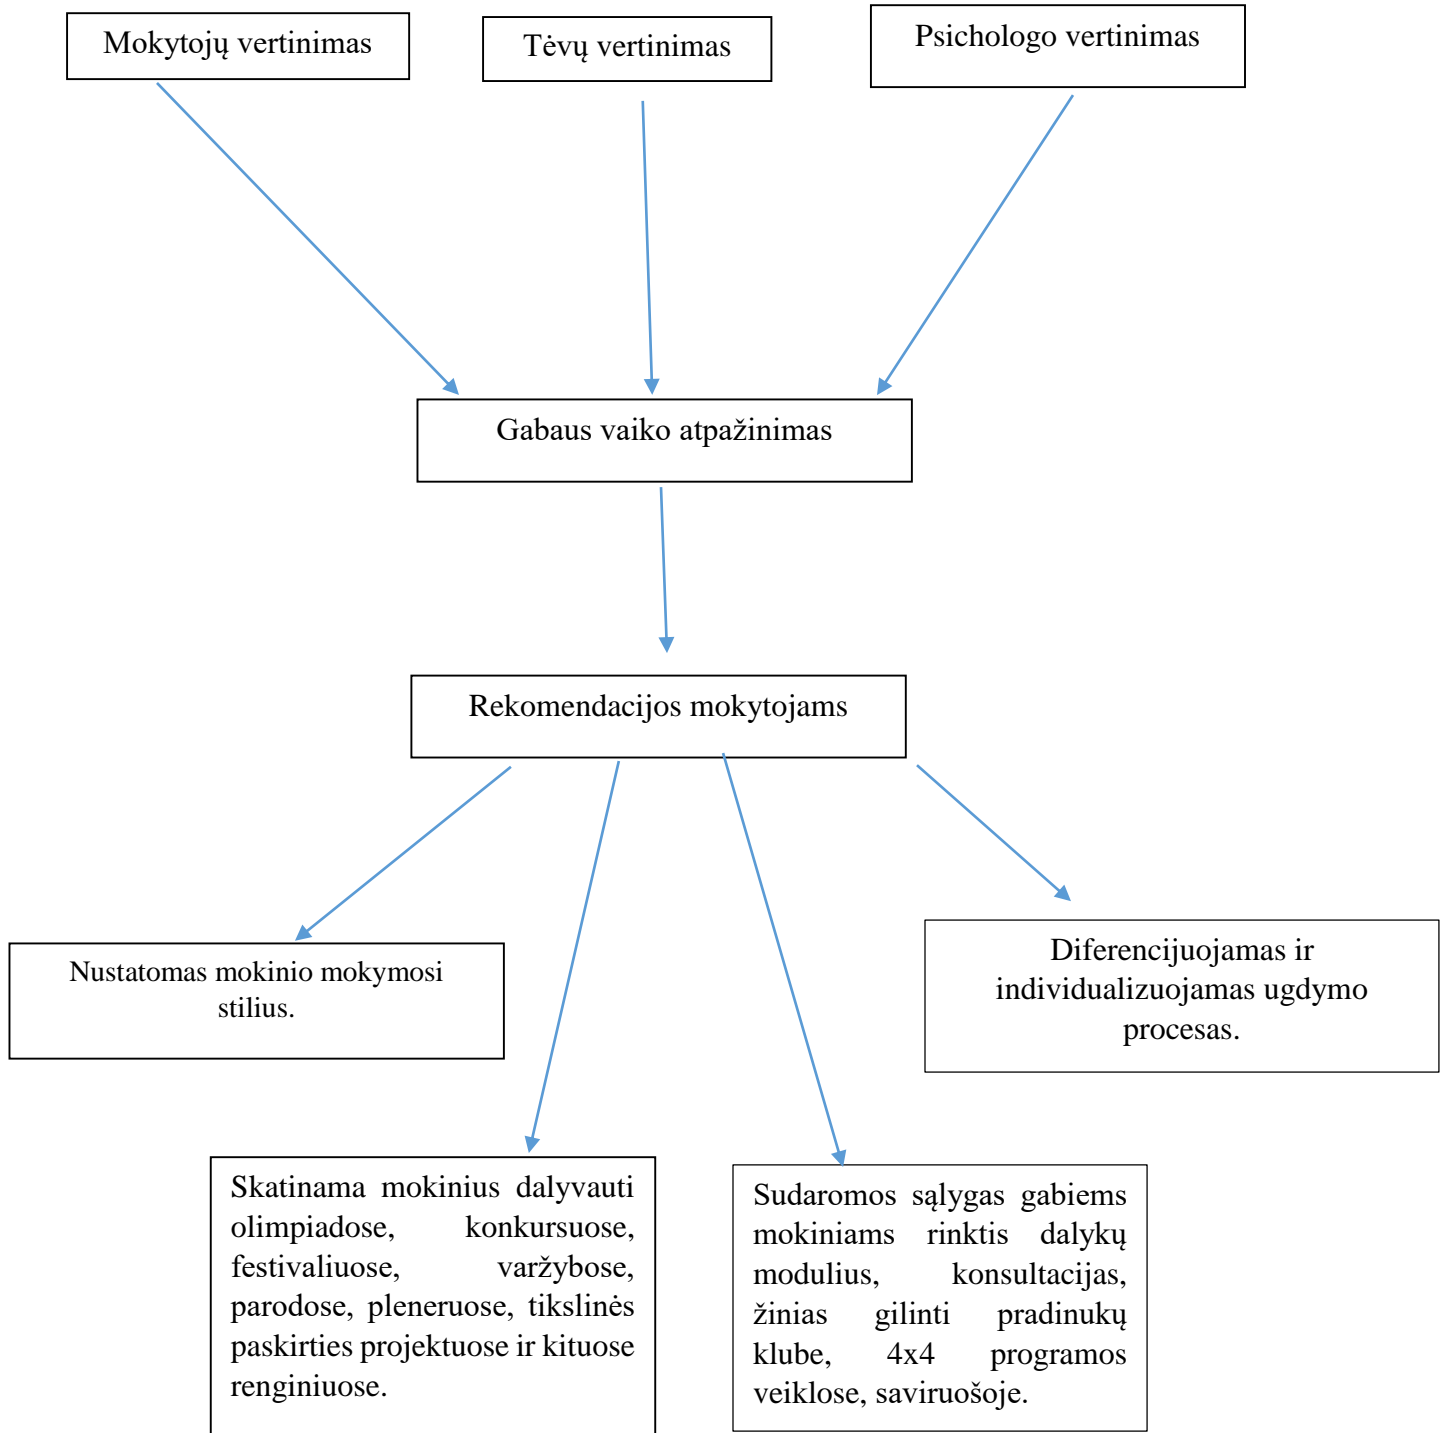 Mokytojų vertinimas
Tėvų vertinimas
Psichologo vertinimas
Gabaus vaiko atpažinimas
Rekomendacijos mokytojams
Nustatomas mokinio mokymosi
stilius.
Diferencijuojamas ir
individualizuojamas ugdymo
procesas.
Skatinama mokinius dalyvauti
olimpiadose, konkursuose,
festivaliuose, varžybose,
parodose, pleneruose, tikslinės
paskirties projektuose ir kituose
renginiuose.
Sudaromos sąlygas gabiems
mokiniams rinktis dalykų
modulius, konsultacijas,
žinias gilinti pradinukų
klube, 4x4 programos
veiklose, saviruošoje.